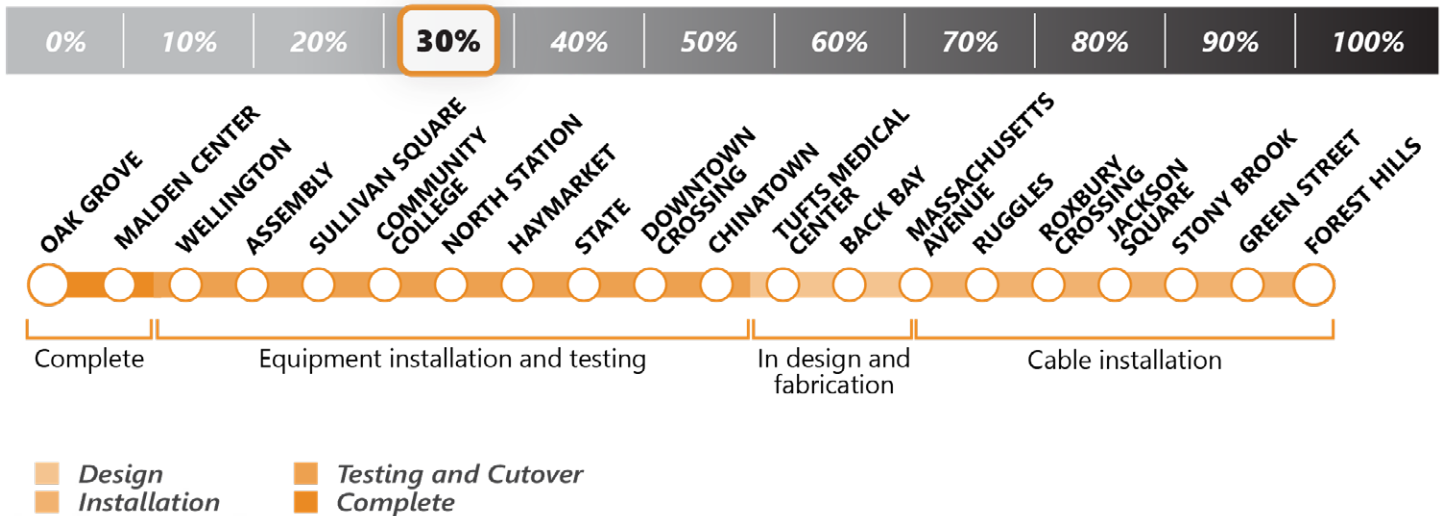 0% 10% 20% 30% 40% 50% 60% 70% 80% 90% 100%
OAK GROVE
MALDEN CENTER
WELLINGTON
ASSEMBLY
SULLIVAN SQUARE
COMMUNITY
COLLEGE
NORTH STATION
HAYMARKET
STATE
DOWNTOWN
CROSSING
CHINATOWN
TUFTS MEDICAL
CENTER
BACK BAY
MASSACHUSETTS
AVENUE
RUGGLES
ROXBURY
CROSSING
JACKSON
SQUARE
STONY BROOK
GREEN STREET
FOREST HILLS
Complete
Equipment installation and testing
In design and
fabrication
Cable installation
Design
Installation
Testing and Cutover
Complete